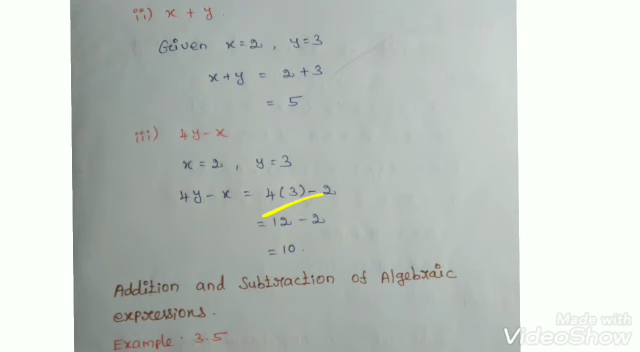 ii) x + y.
Given x=2, y=3
x+y = 2+3
= 5
iii) 4y-x
x=2, y=3
4y-x = 4(3)-2
= 12-2
= 10.
Addition and Subtraction of Algebraic
expressions.
Example: 3.5
Made with
VideoShow